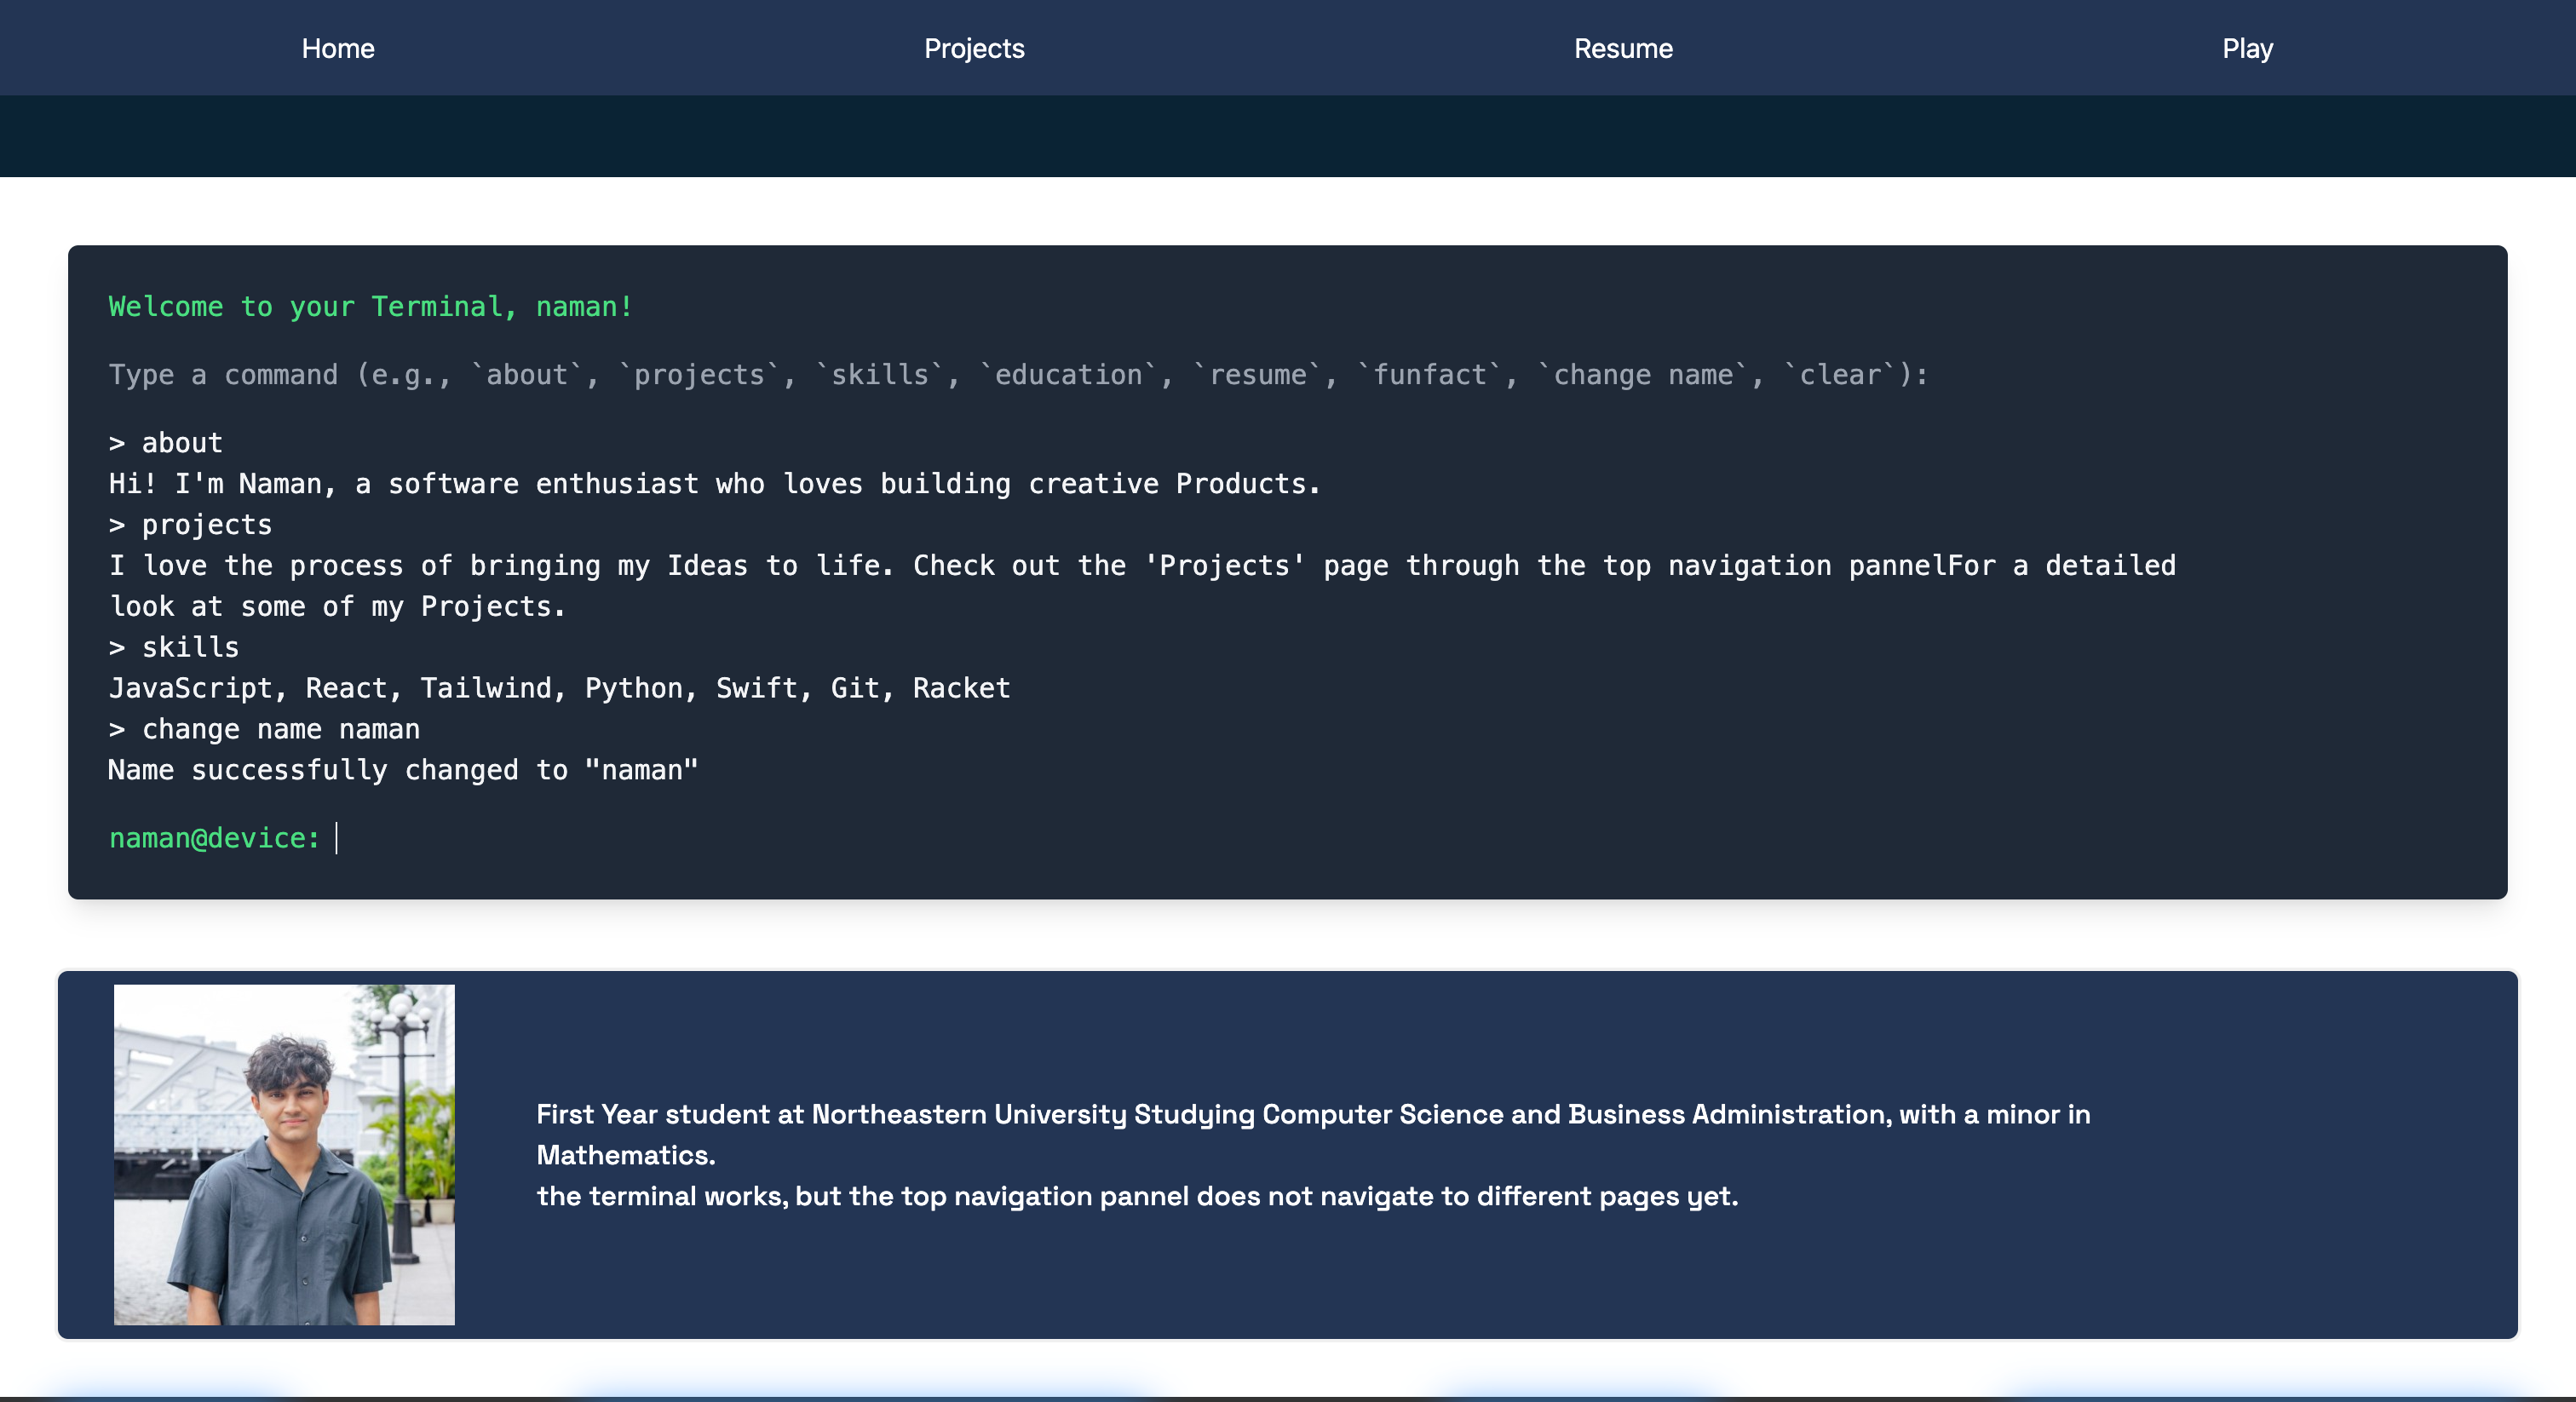 Home Projects Resume Play
Welcome to your Terminal, naman!
Type a command (e.g., `about`, `projects`, `skills`, `education`, `resume`, `funfact`, `change name`, `clear`):
> about
Hi! I'm Naman, a software enthusiast who loves building creative Products.
> projects
I love the process of bringing my Ideas to life. Check out the 'Projects' page through the top navigation pannelFor a detailed
look at some of my Projects.
> skills
JavaScript, React, Tailwind, Python, Swift, Git, Racket
> change name naman
Name successfully changed to "naman"
naman@device:
First Year student at Northeastern University Studying Computer Science and Business Administration, with a minor in
Mathematics.
the terminal works, but the top navigation pannel does not navigate to different pages yet.